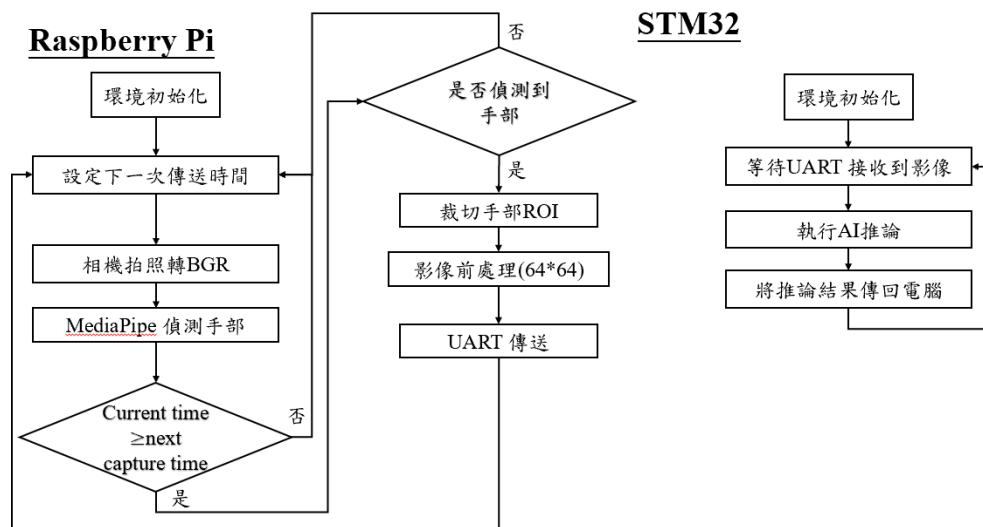 Raspberry Pi
環境初始化
設定下一次傳送時間
相機拍照轉BGR
MediaPipe 偵測手部
Current time
≥next
capture time
否
是
否
是否偵測到
手部
是
裁切手部ROI
影像前處理(64*64)
UART 傳送
STM32
環境初始化
等待UART 接收到影像
執行AI推論
將推論結果傳回電腦